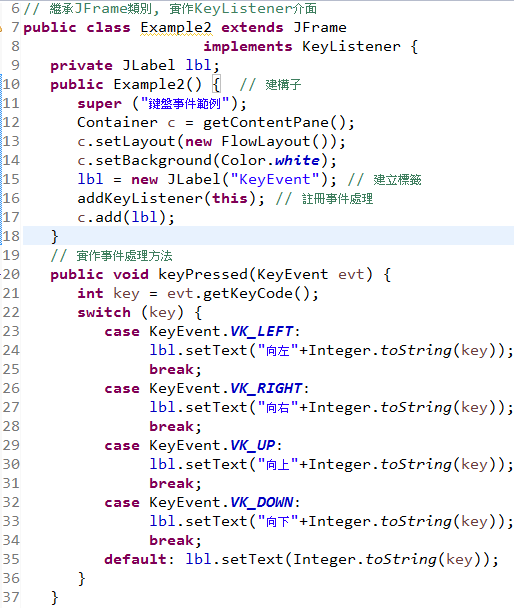 6 // 繼承JFrame類別, 實作KeyListener介面
7 public class Example2 extends JFrame
8                       implements KeyListener {
9    private JLabel lbl;
10    public Example2() {  // 建構子
11       super ("鍵盤事件範例");
12       Container c = getContentPane();
13       c.setLayout(new FlowLayout());
14       c.setBackground(Color.white);
15       lbl = new JLabel("KeyEvent"); // 建立標籤
16       addKeyListener(this); // 註冊事件處理
17       c.add(lbl);
18    }
19    // 實作事件處理方法
20    public void keyPressed(KeyEvent evt) {
21       int key = evt.getKeyCode();
22       switch (key) {
23          case KeyEvent.VK_LEFT:
24               lbl.setText("向左"+Integer.toString(key));
25               break;
26          case KeyEvent.VK_RIGHT:
27               lbl.setText("向右"+Integer.toString(key));
28               break;
29          case KeyEvent.VK_UP:
30               lbl.setText("向上"+Integer.toString(key));
31               break;
32          case KeyEvent.VK_DOWN:
33               lbl.setText("向下"+Integer.toString(key));
34               break;
35          default: lbl.setText(Integer.toString(key));
36       }
37    }